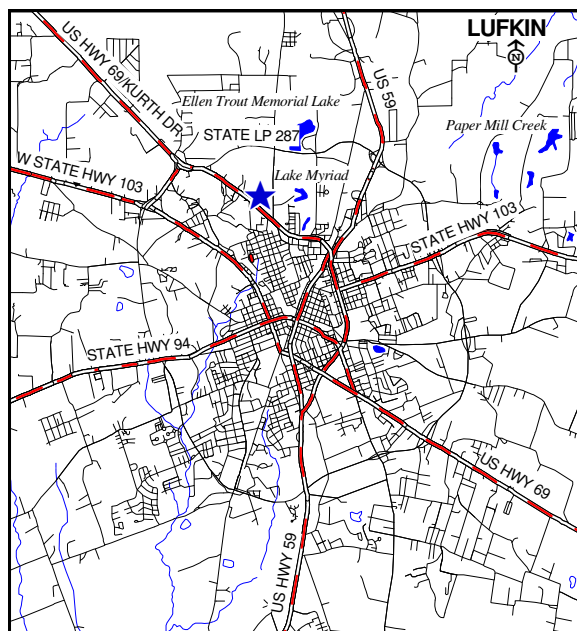 LUFKIN
N
US HWY 69/KURTH DR
US 59
Ellen Trout Memorial Lake
STATE LP 287
Paper Mill Creek
W STATE HWY 103
Lake Myriad
STATE HWY 103
STATE HWY 94
US HWY 69
US HWY 59